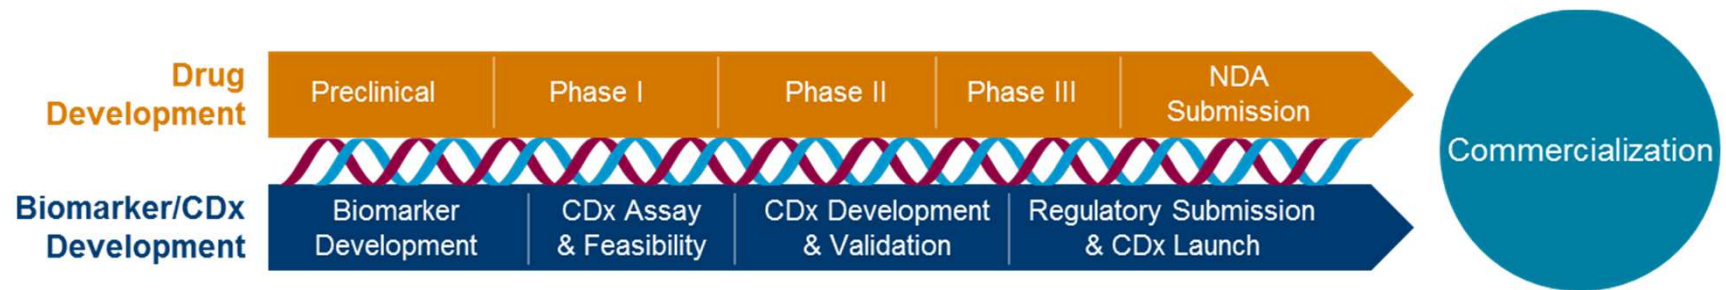 Drug
Development
Preclinical
Phase I
Phase II
Phase III
NDA
Submission
Biomarker/CDx
Development
Biomarker
Development
CDx Assay
& Feasibility
CDx Development
& Validation
Regulatory Submission
& CDx Launch
Commercialization